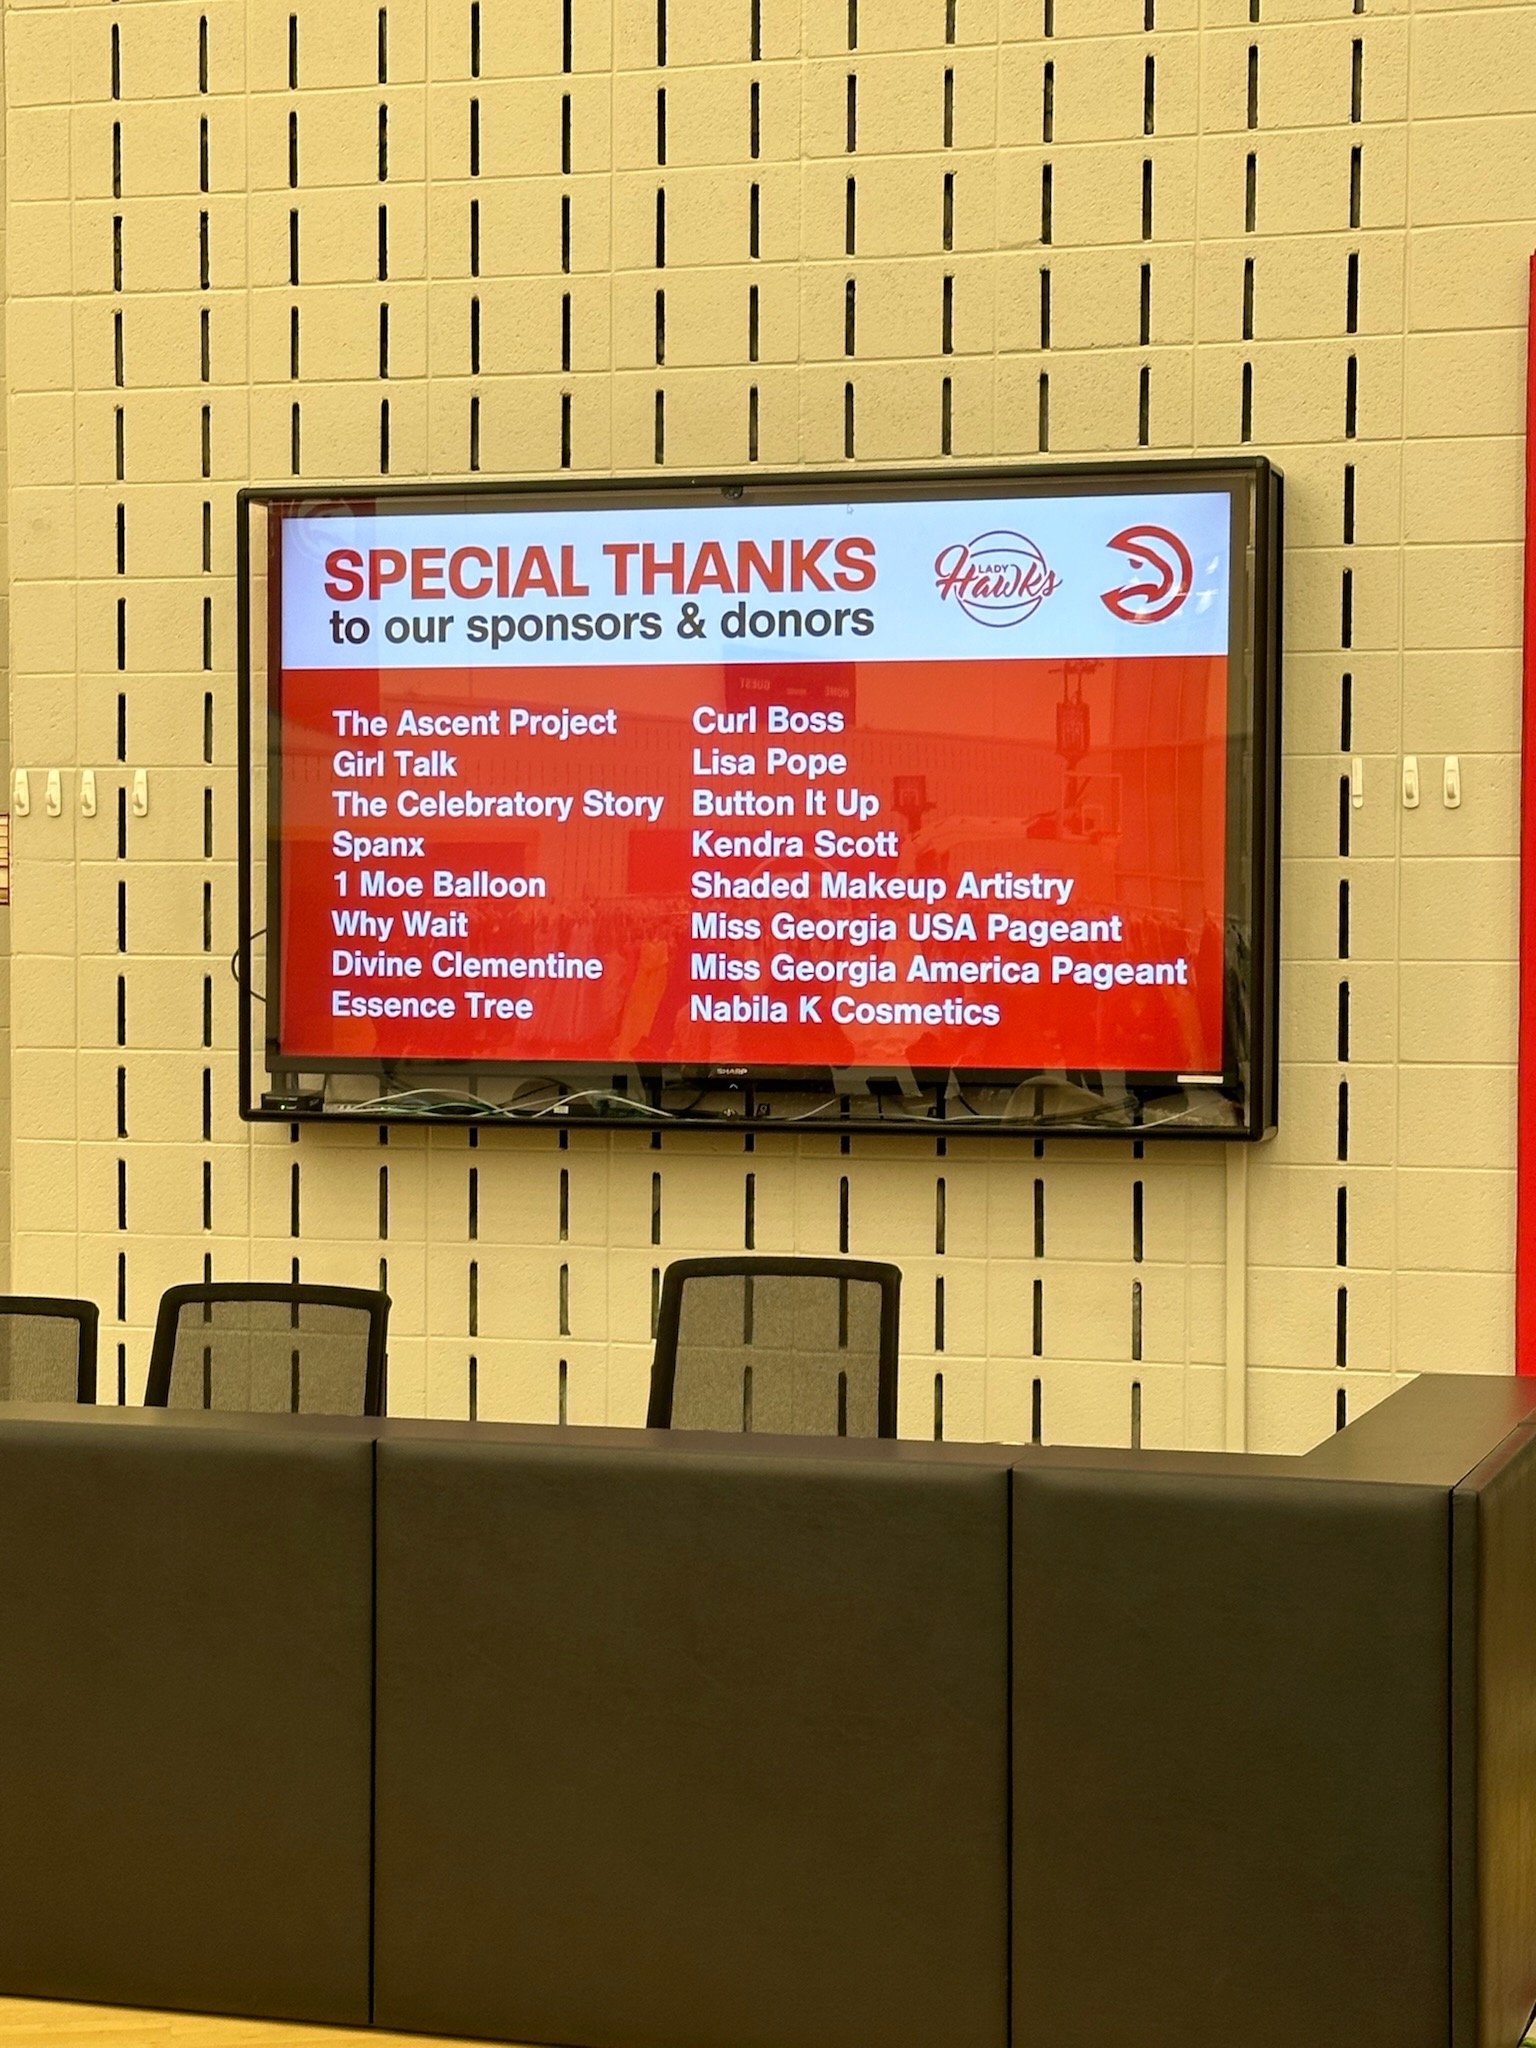 SPECIAL THANKS
to our sponsors & donors
LADY
Hawks
The Ascent Project
Girl Talk
The Celebratory Story
Spanx
1 Moe Balloon
Why Wait
Divine Clementine
Essence Tree
Curl Boss
Lisa Pope
Button It Up
Kendra Scott
Shaded Makeup Artistry
Miss Georgia USA Pageant
Miss Georgia America Pageant
Nabila K Cosmetics
SHARP